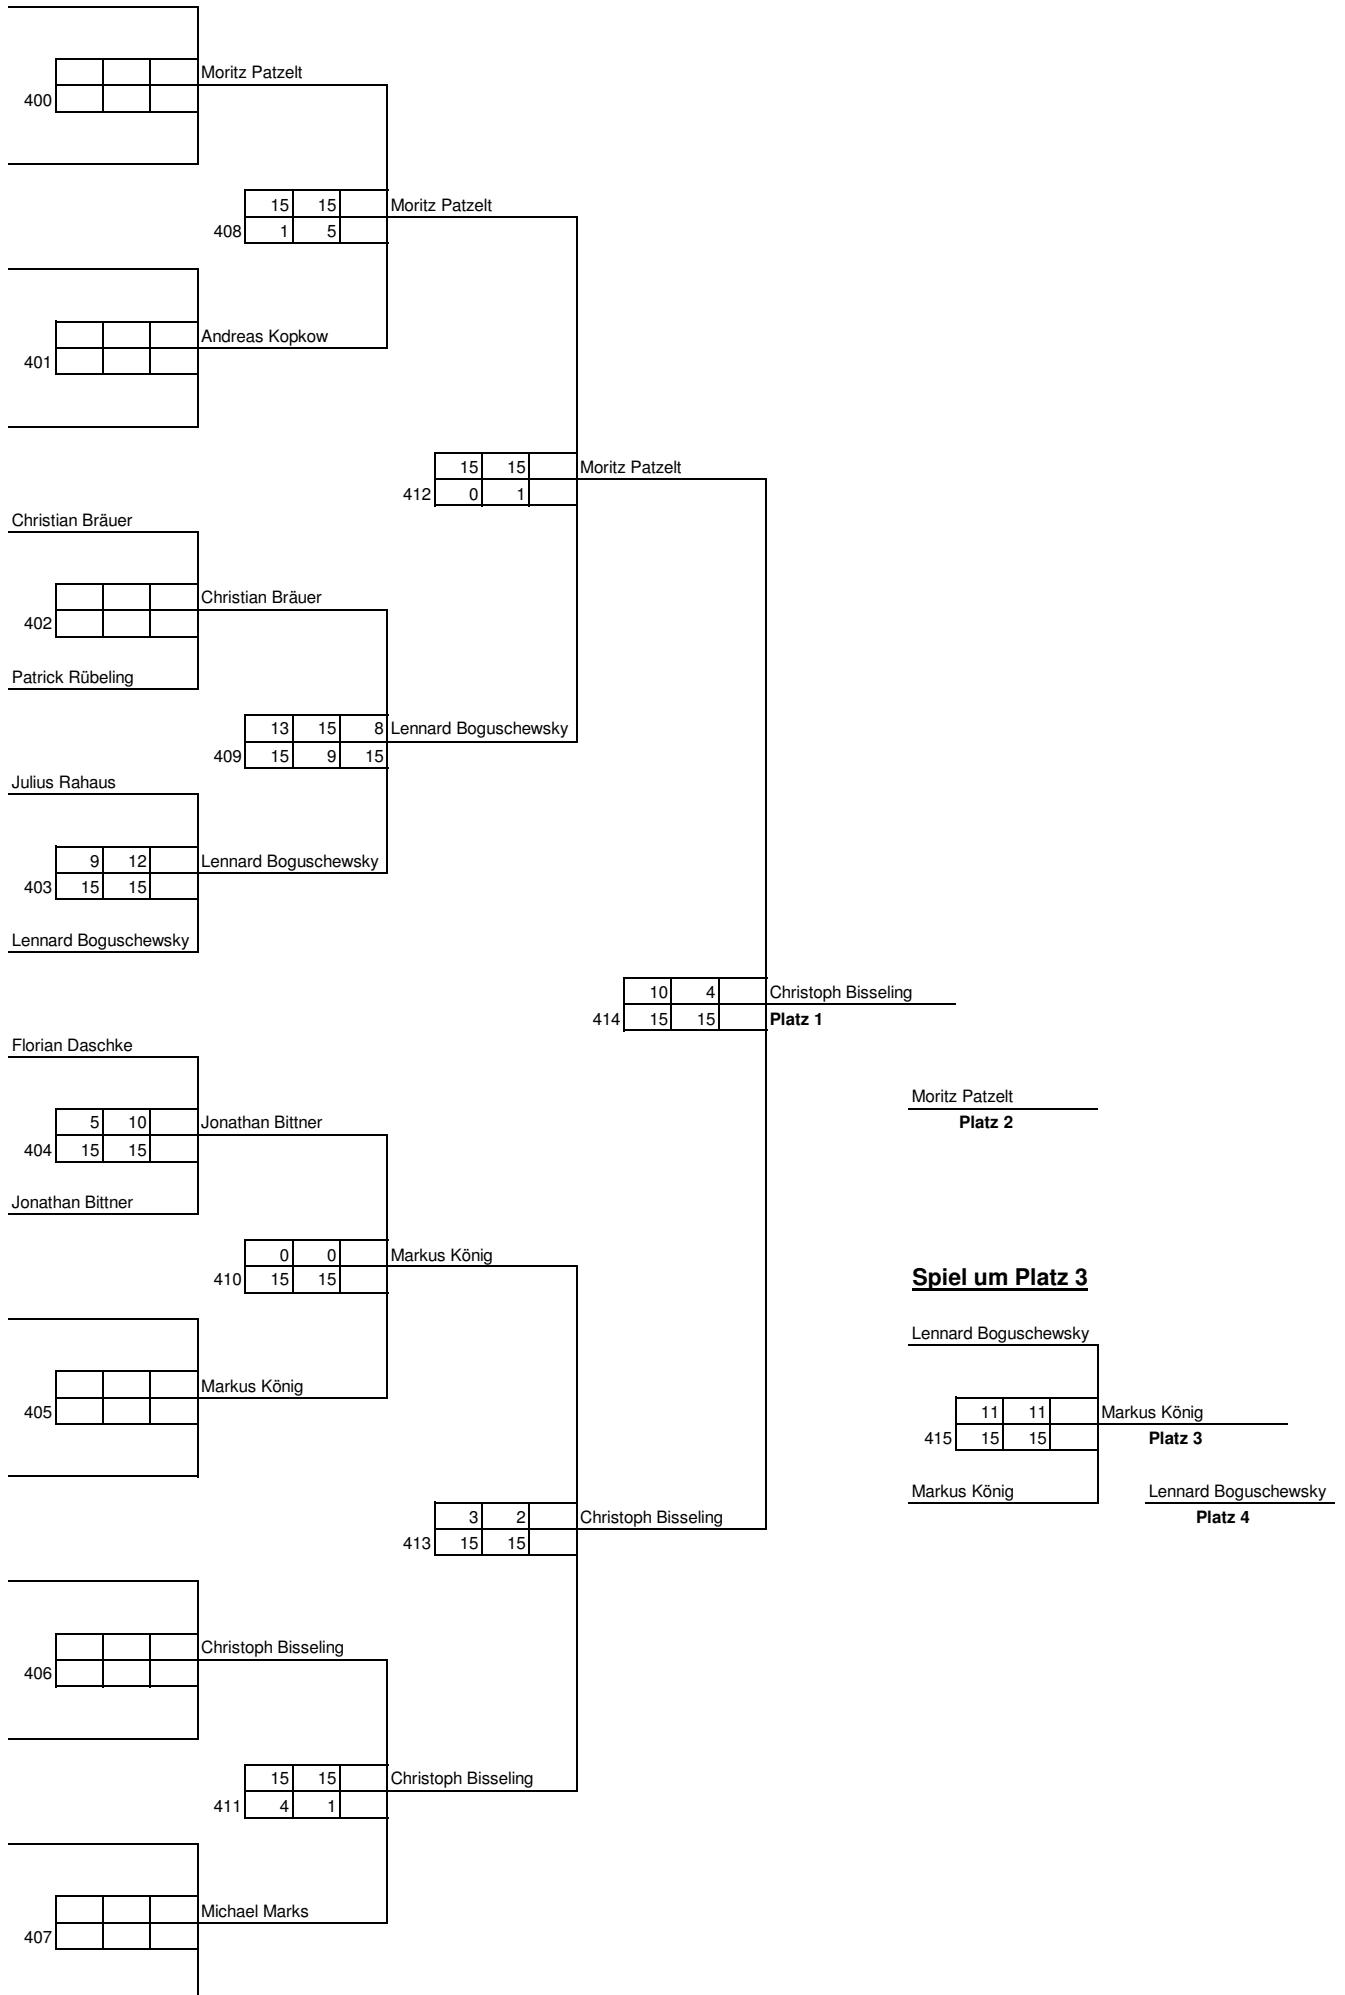 Moritz Patzelt
400
15 15 Moritz Patzelt
408 1 5
Andreas Kopkow
401
15 15 Moritz Patzelt
412 0 1
Christian Bräuer
Christian Bräuer
402
Patrick Rübeling
13 15 8 Lennard Boguschewsky
409 15 9 15
Julius Rahaus
9 12 Lennard Boguschewsky
403 15 15
Lennard Boguschewsky
10 4 Christoph Bisseling
414 15 15 Platz 1
Florian Daschke
Moritz Patzelt
5 10 Jonathan Bittner
Platz 2
404 15 15
Jonathan Bittner
0 0 Markus König
410 15 15
Spiel um Platz 3
Lennard Boguschewsky
Markus König
405
11 11 Markus König
415 15 15 Platz 3
Markus König
Lennard Boguschewsky
Platz 4
3 2 Christoph Bisseling
413 15 15
Christoph Bisseling
406
15 15 Christoph Bisseling
411 4 1
Michael Marks
407